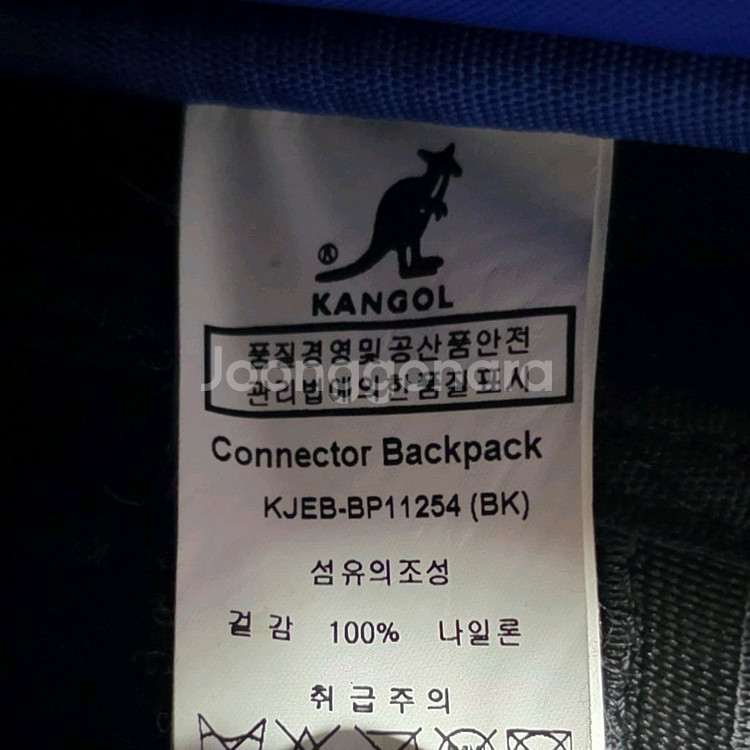 ®
KANGOL
품질경영및공산품안전
관리법에의한품질표시
Joonggonara
Connector Backpack
KJEB-BP11254 (BK)
섬유의조성
겉감 100% 나일론
취급주의